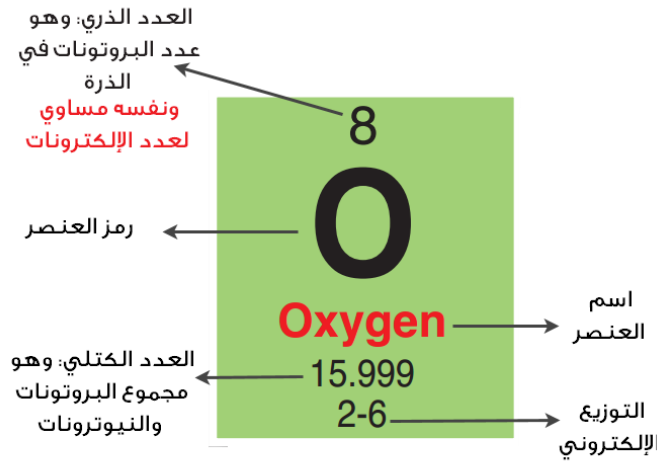 العدد الذري: وهو
عدد البروتونات في
الذرة
ونفسه مساوي
لعدد الإلكترونات
8
O
رمز العنصر
Oxygen
اسم
العنصر
15.999
العدد الكتلي: وهو
مجموع البروتونات
والنيوترونات
2-6
التوزيع
الإلكتروني